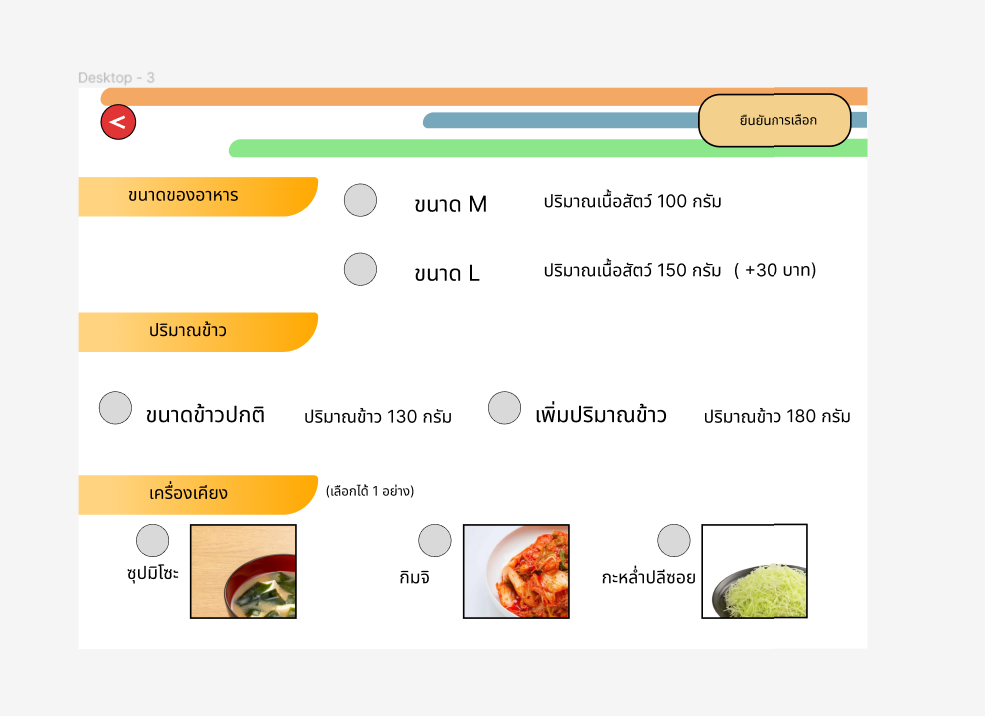 Desktop - 3
<
ยืนยันการเลือก
ขนาดของอาหาร
ขนาด M ปริมาณเนื้อสัตว์ 100 กรัม
ขนาด L ปริมาณเนื้อสัตว์ 150 กรัม ( +30 บาท)
ปริมาณข้าว
ขนาดข้าวปกติ ปริมาณข้าว 130 กรัม เพิ่มปริมาณข้าว ปริมาณข้าว 180 กรัม
เครื่องเคียง (เลือกได้ 1 อย่าง)
ซุปมิโซะ กิมจิ กะหล่ำปลีซอย